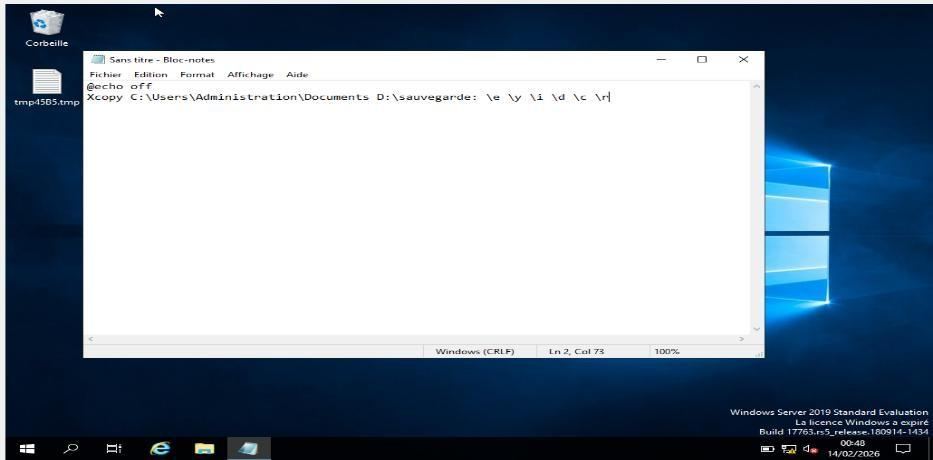 Corbeille
tmp45B5.tmp
Sans titre - Bloc-notes
Fichier Edition Format Affichage Aide
@echo off
Xcopy C:\Users\Administration\Documents D:\sauvegarde: \e \y \i \d \c \r
Windows (CRLF) Ln 2, Col 73 100%
Windows Server 2019 Standard Evaluation
La licence Windows a expiré
Build 17763.rs5_release.180914-1434
00:48
14/02/2026